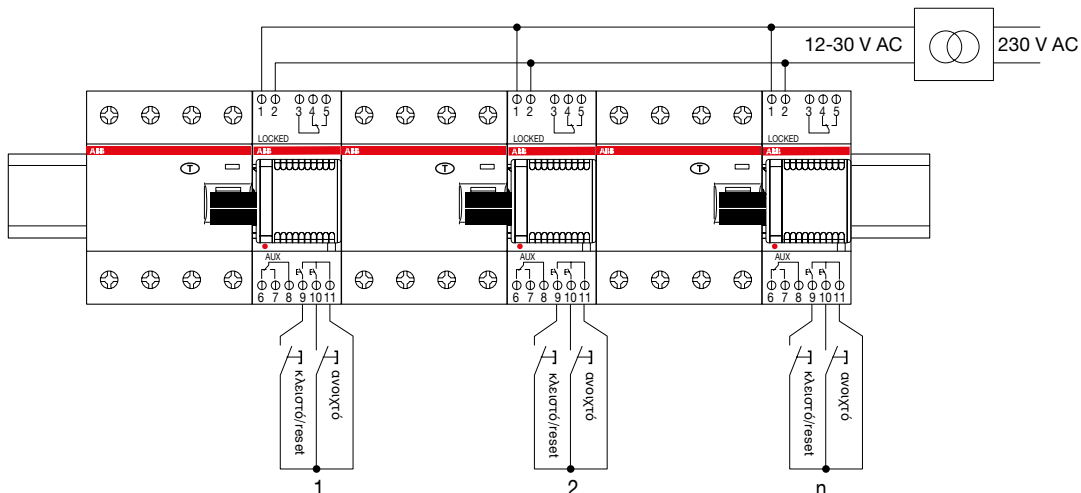 12-30 V AC
230 V AC
1 2 3 4 5
1 2 3 4 5
1 2 3 4 5
LOCKED
LOCKED
LOCKED
ABB
ABB
ABB
ABB
ABB
ABB
T
T
T
AUX
AUX
AUX
6 7 8 9 10 11
6 7 8 9 10 11
6 7 8 9 10 11
κλειστό/reset
ανοιχτό
κλειστό/reset
ανοιχτό
κλειστό/reset
ανοιχτό
1
2
n